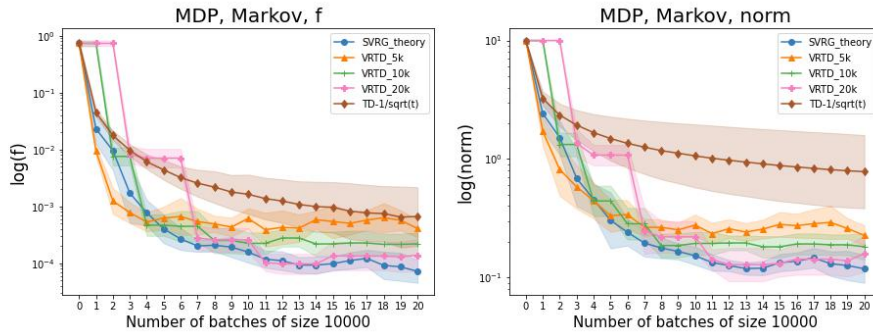 MDP, Markov, f
log(f)
10⁰
10⁻¹
10⁻²
10⁻³
10⁻⁴
SVRG_theory
VRTD_5k
VRTD_10k
VRTD_20k
TD-1/sqrt(t)
0 1 2 3 4 5 6 7 8 9 10 11 12 13 14 15 16 17 18 19 20
Number of batches of size 10000
MDP, Markov, norm
log(norm)
10¹
10⁰
10⁻¹
SVRG_theory
VRTD_5k
VRTD_10k
VRTD_20k
TD-1/sqrt(t)
0 1 2 3 4 5 6 7 8 9 10 11 12 13 14 15 16 17 18 19 20
Number of batches of size 10000